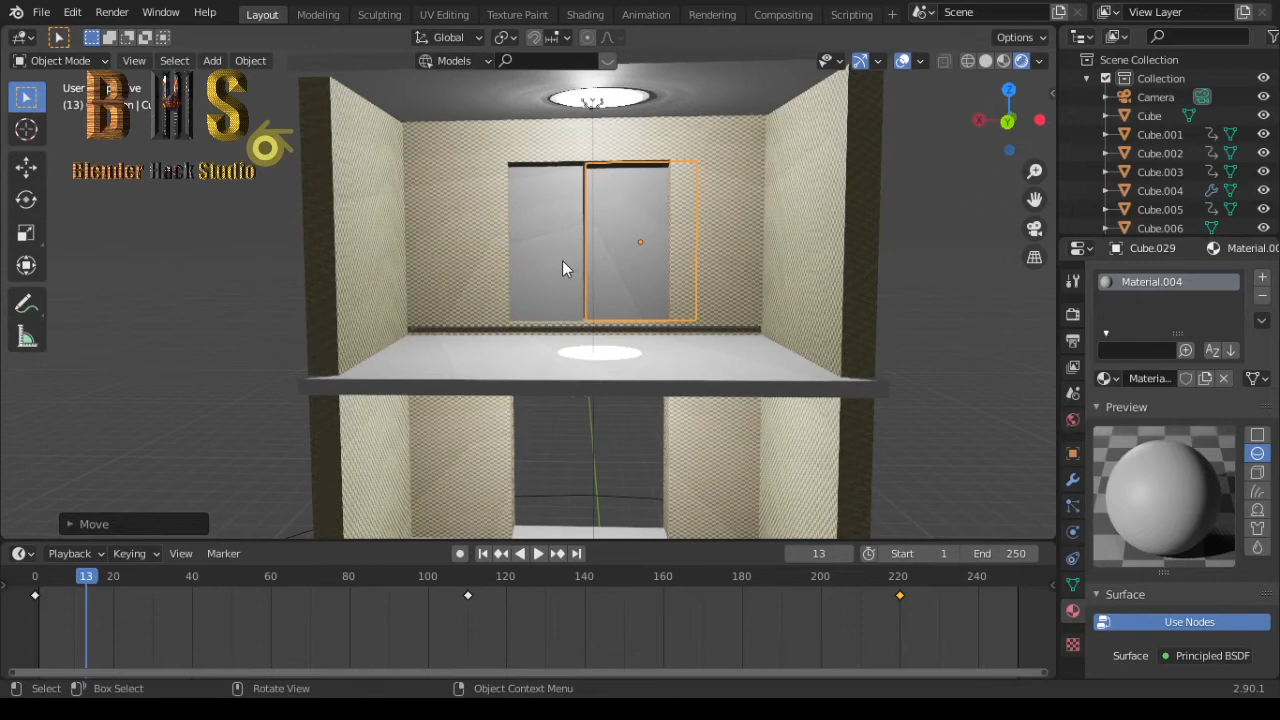 File Edit Render Window Help Layout Modeling Sculpting UV Editing Texture Paint Shading Animation Rendering Compositing Scripting + Scene View Layer
Global Options
Object Mode View Select Add Object Models
Scene Collection
Collection
Camera
Cube
Cube.001
Cube.002
Cube.003
Cube.004
Cube.005
Cube.006
BHS
Blender Hack Studio
Z
X
Y
Cube.029 Material.00
Material.004
Materia...
Preview
Surface
Use Nodes
Surface Principled BSDF
Move
Playback Keying View Marker 13 Start 1 End 250
0 13 20 40 60 80 100 120 140 160 180 200 220 240
Select Box Select Rotate View Object Context Menu 2.90.1